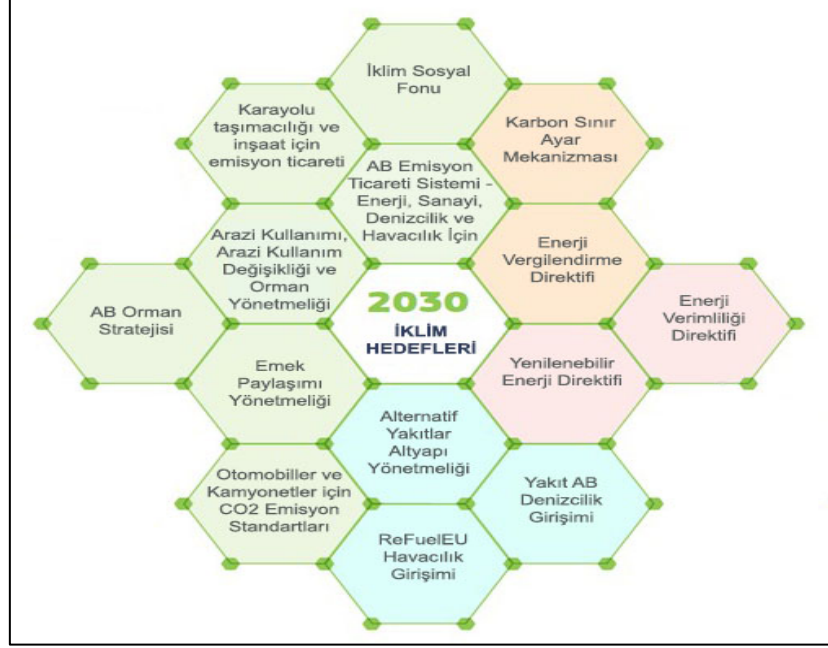 İklim Sosyal
Fonu
Karayolu
taşımacılığı ve
inşaat için
emisyon ticareti
Karbon Sınır
Ayar
Mekanizması
AB Emisyon
Ticareti Sistemi -
Enerji, Sanayi,
Denizcilik ve
Havacılık İçin
Arazi Kullanımı,
Arazi Kullanım
Değişikliği ve
Orman
Yönetmeliği
Enerji
Vergilendirme
Direktifi
AB Orman
Stratejisi
2030
İKLİM
HEDEFLERİ
Enerji
Verimliliği
Direktifi
Emek
Paylaşımı
Yönetmeliği
Yenilenebilir
Enerji Direktifi
Alternatif
Yakıtlar
Altyapı
Yönetmeliği
Otomobiller ve
Kamyonetler için
CO2 Emisyon
Standartları
Yakıt AB
Denizcilik
Girişimi
ReFuelEU
Havacılık
Girişimi